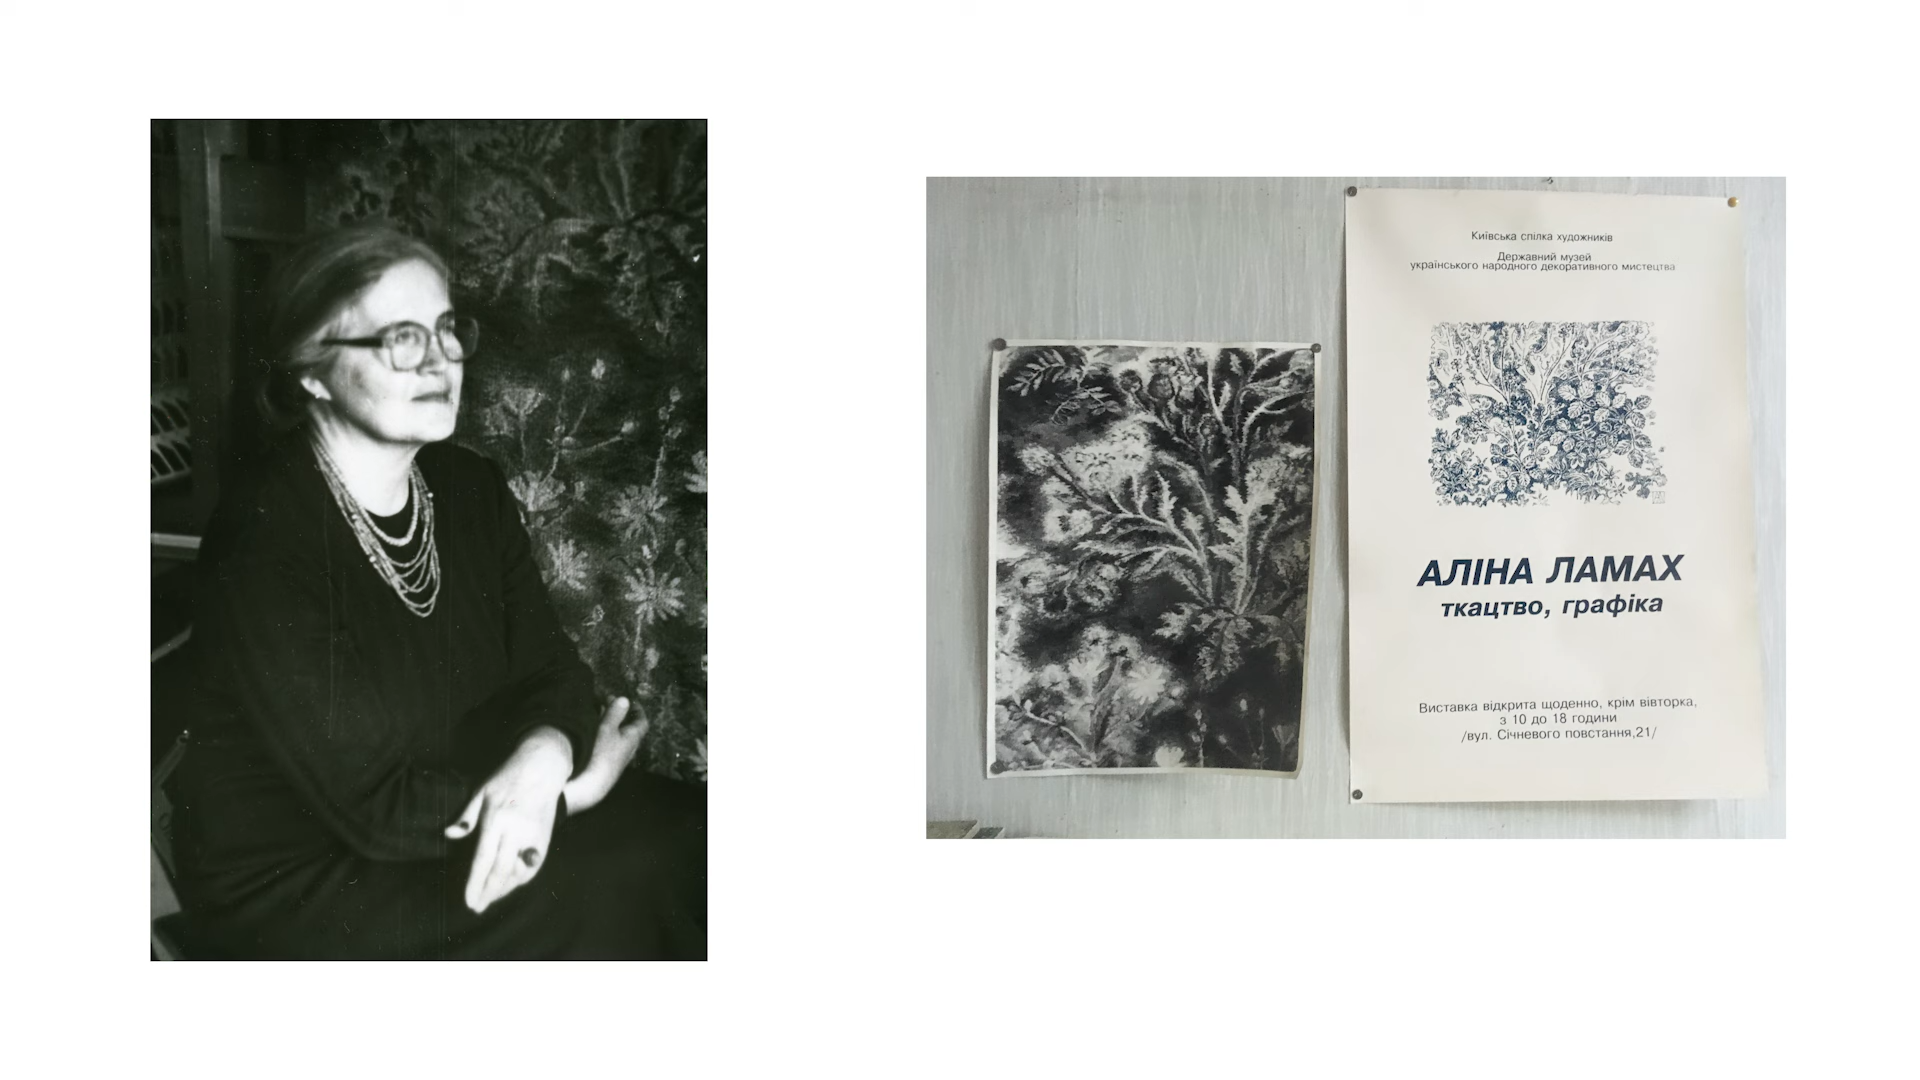 Київська спілка художників
Державний музей
українського народного декоративного мистецтва
АЛІНА ЛАМАХ
ткацтво, графіка
Виставка відкрита щоденно, крім вівторка,
з 10 до 18 години
/вул. Січневого повстання,21/